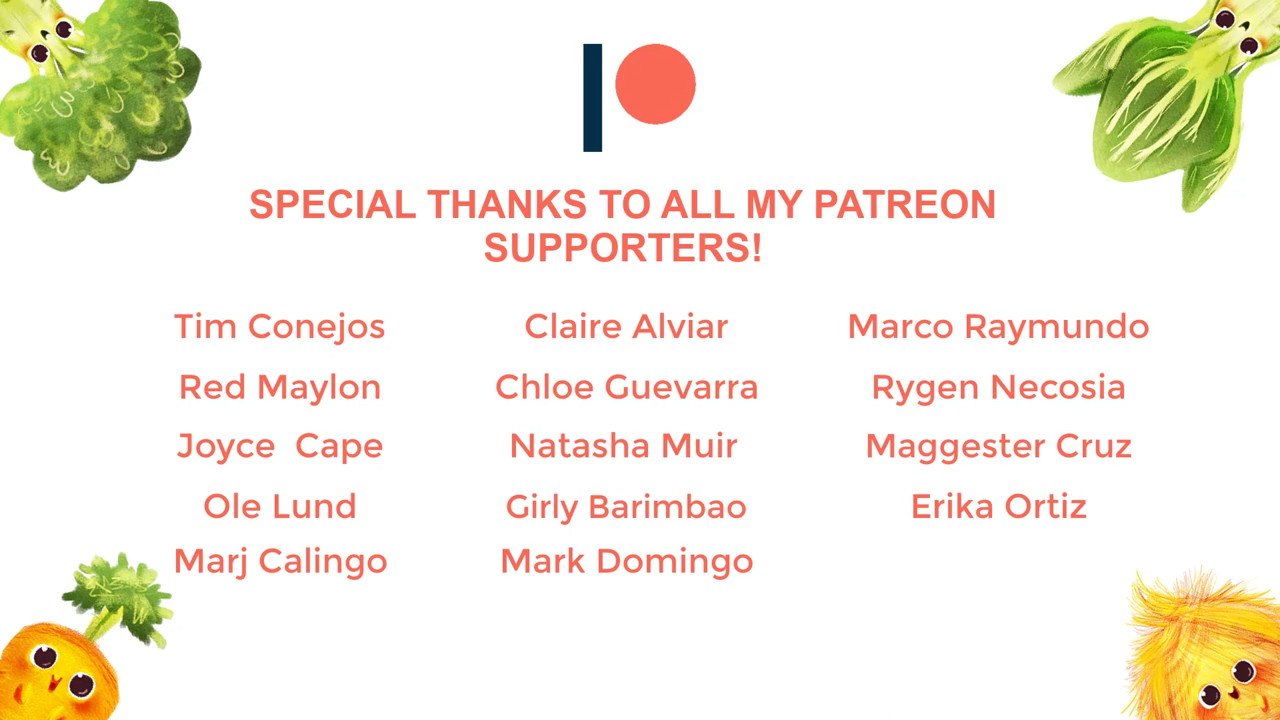 SPECIAL THANKS TO ALL MY PATREON
SUPPORTERS!
Tim Conejos
Claire Alviar
Marco Raymundo
Red Maylon
Chloe Guevarra
Rygen Necosia
Joyce  Cape
Natasha Muir
Maggester Cruz
Ole Lund
Girly Barimbao
Erika Ortiz
Marj Calingo
Mark Domingo